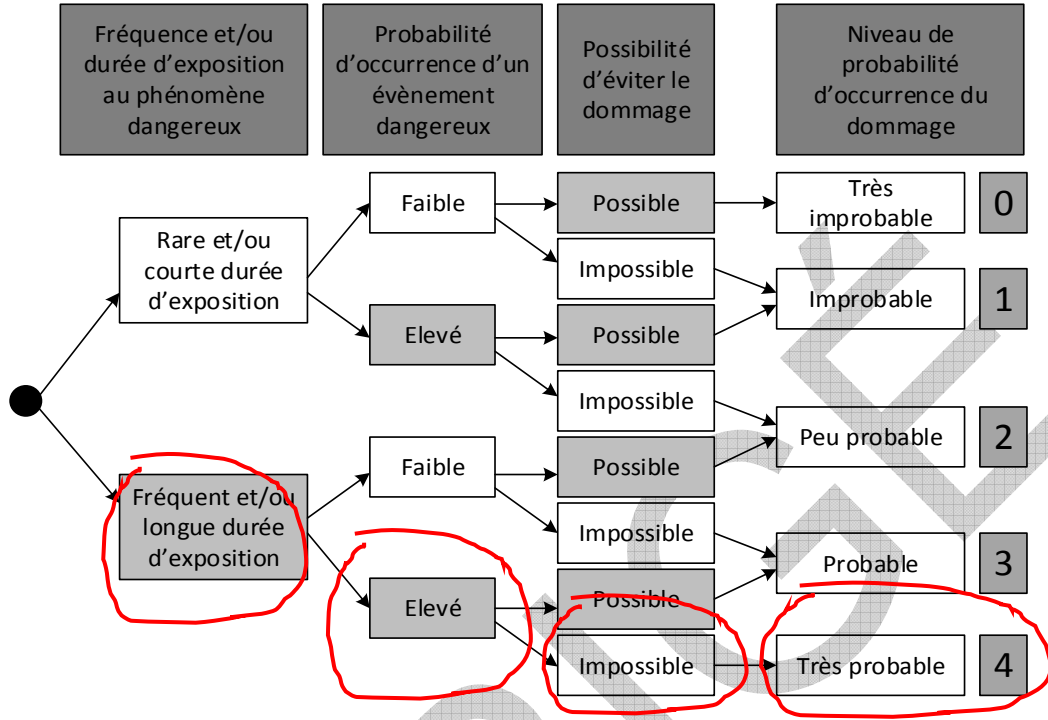 Fréquence et/ou
durée d'exposition
au phénomène
dangereux
Probabilité
d'occurrence d'un
évènement
dangereux
Possibilité
d'éviter le
dommage
Niveau de
probabilité
d'occurrence du
dommage
Rare et/ou
courte durée
d'exposition
Fréquent et/ou
longue durée
d'exposition
Faible
Elevé
Faible
Elevé
Possible
Impossible
Possible
Impossible
Possible
Impossible
Possible
Impossible
Très
improbable
0
Improbable
1
Peu probable
2
Probable
3
Très probable
4